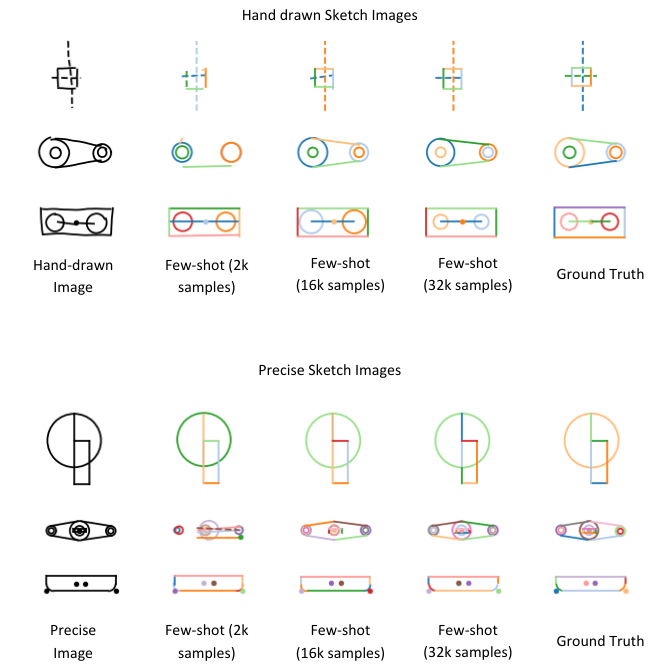 Hand drawn Sketch Images
Hand-drawn
Image
Few-shot (2k
samples)
Few-shot
(16k samples)
Few-shot
(32k samples)
Ground Truth
Precise Sketch Images
Precise
Image
Few-shot (2k
samples)
Few-shot
(16k samples)
Few-shot
(32k samples)
Ground Truth